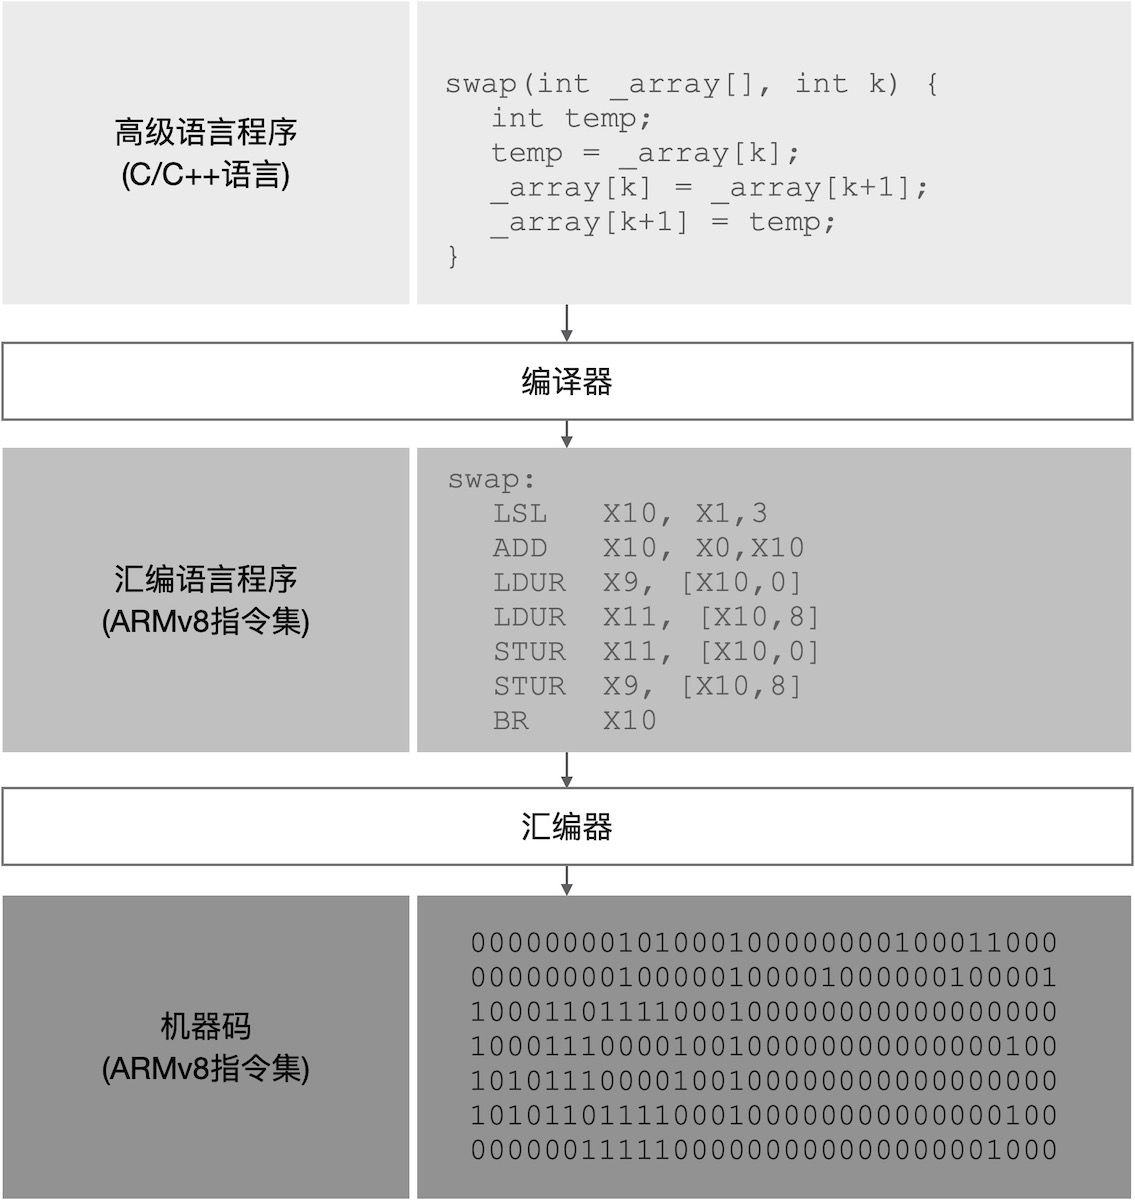 高级语言程序
(C/C++语言)
swap(int _array[], int k) {
int temp;
temp = _array[k];
_array[k] = _array[k+1];
_array[k+1] = temp;
}
编译器
汇编语言程序
(ARMv8指令集)
swap:
LSL X10, X1,3
ADD X10, X0,X10
LDUR X9, [X10,0]
LDUR X11, [X10,8]
STUR X11, [X10,0]
STUR X9, [X10,8]
BR X10
汇编器
机器码
(ARMv8指令集)
00000000101000100000000100011000
00000000100000100001000000100001
10001101111000100000000000000000
10001110000100100000000000000100
10101110000100100000000000000000
10101101111000100000000000000100
00000011111000000000000000001000